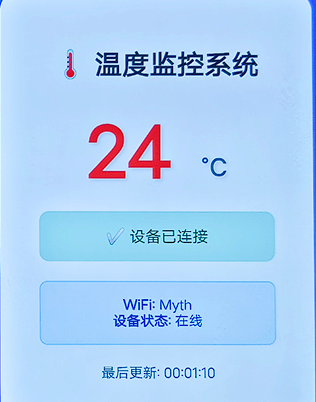 温度监控系统
24 °C
设备已连接
WiFi: Myth
设备状态: 在线
最后更新: 00:01:10